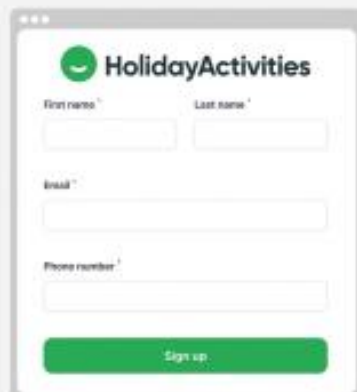 HolidayActivities
First name * Last name *
Email *
Phone number *
Sign up